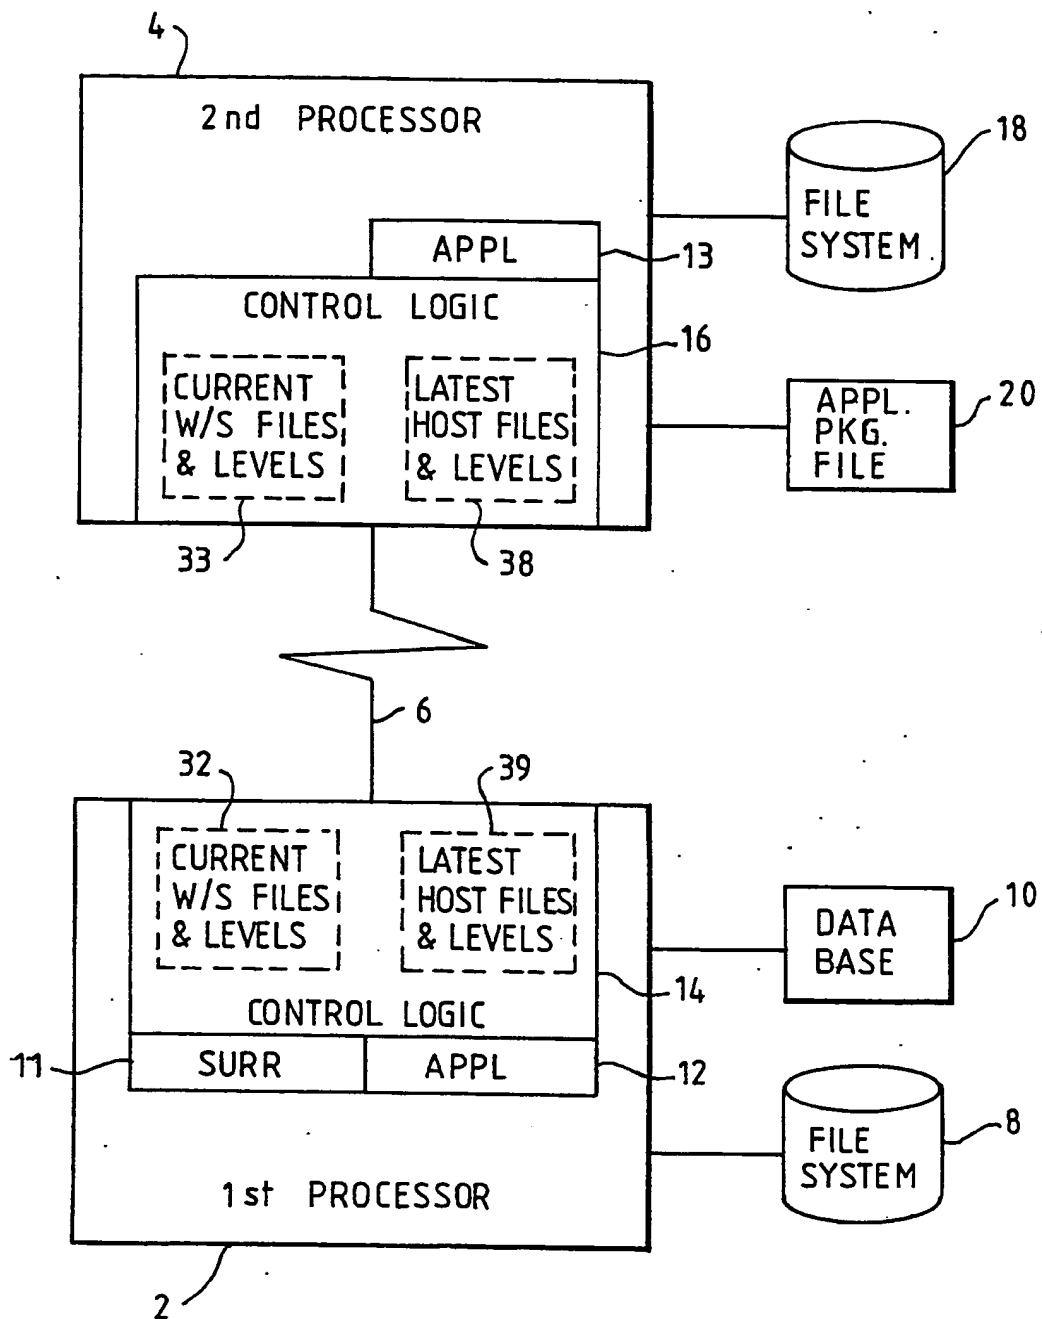 4
2nd PROCESSOR
18
FILE
SYSTEM
APPL
13
CONTROL LOGIC
16
CURRENT
W/S FILES
& LEVELS
LATEST
HOST FILES
& LEVELS
APPL.
PKG.
FILE
20
33
38
6
32
39
CURRENT
W/S FILES
& LEVELS
LATEST
HOST FILES
& LEVELS
10
DATA
BASE
14
CONTROL LOGIC
11
SURR
APPL
12
8
FILE
SYSTEM
1st PROCESSOR
2